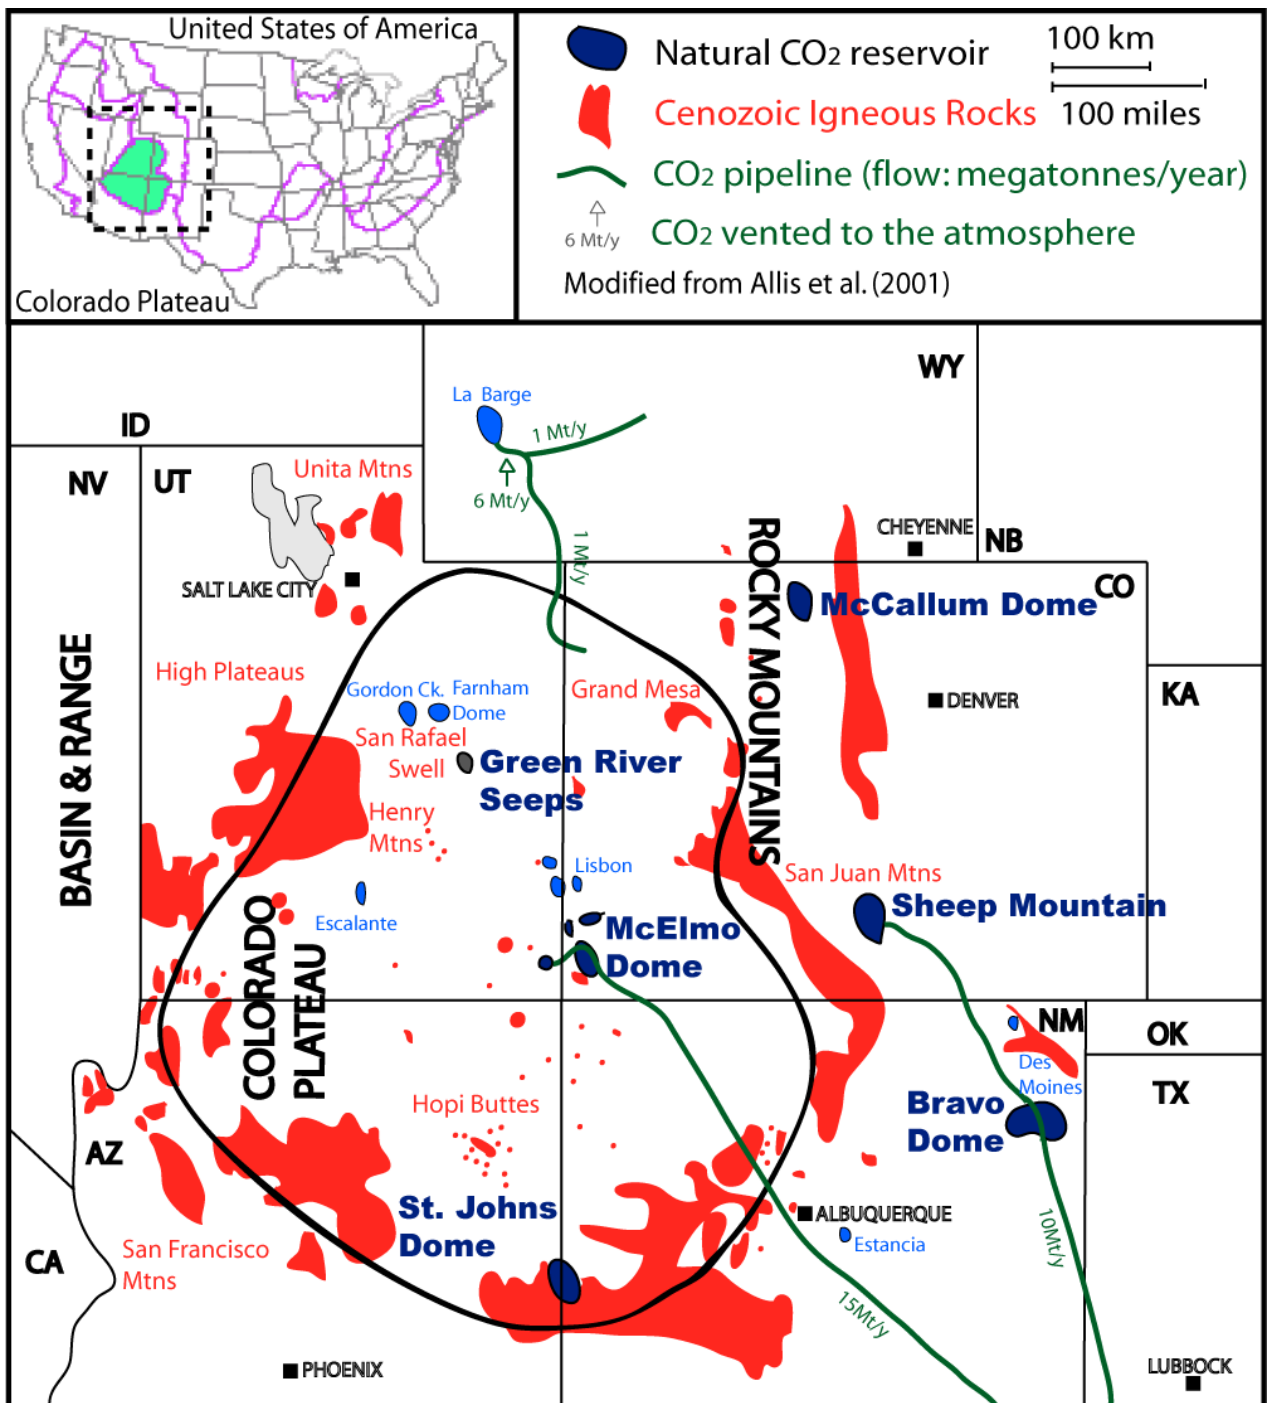 United States of America
Colorado Plateau
Natural CO2 reservoir
100 km
100 miles
Cenozoic Igneous Rocks
CO2 pipeline (flow: megatonnes/year)
6 Mt/y
CO2 vented to the atmosphere
Modified from Allis et al. (2001)
WY
La Barge
ID
1 Mt/y
NV
UT
Unita Mtns
6 Mt/y
1 Mt/y
CHEYENNE
NB
SALT LAKE CITY
ROCKY MOUNTAINS
McCallum Dome
CO
BASIN & RANGE
High Plateaus
Gordon Ck.
Farnham
Dome
Grand Mesa
DENVER
KA
San Rafael
Swell
Green River
Seeps
Henry
Mtns
Lisbon
San Juan Mtns
Escalante
Sheep Mountain
COLORADO
PLATEAU
McElmo
Dome
NM
OK
Des
Moines
TX
Hopi Buttes
Bravo
Dome
AZ
St. Johns
Dome
ALBUQUERQUE
Estancia
10Mt/y
San Francisco
Mtns
CA
15Mt/y
PHOENIX
LUBBOCK